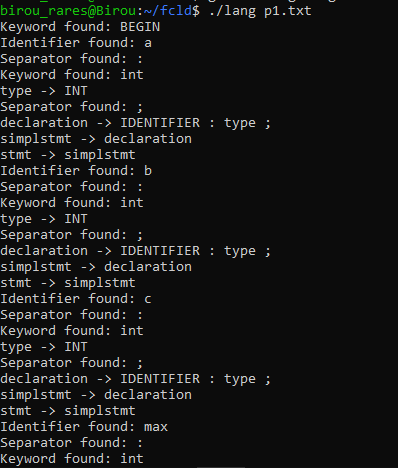 birou_rares@Birou:~/fcld$ ./lang p1.txt
Keyword found: BEGIN
Identifier found: a
Separator found: :
Keyword found: int
type -> INT
Separator found: ;
declaration -> IDENTIFIER : type ;
simplstmt -> declaration
stmt -> simplstmt
Identifier found: b
Separator found: :
Keyword found: int
type -> INT
Separator found: ;
declaration -> IDENTIFIER : type ;
simplstmt -> declaration
stmt -> simplstmt
Identifier found: c
Separator found: :
Keyword found: int
type -> INT
Separator found: ;
declaration -> IDENTIFIER : type ;
simplstmt -> declaration
stmt -> simplstmt
Identifier found: max
Separator found: :
Keyword found: int